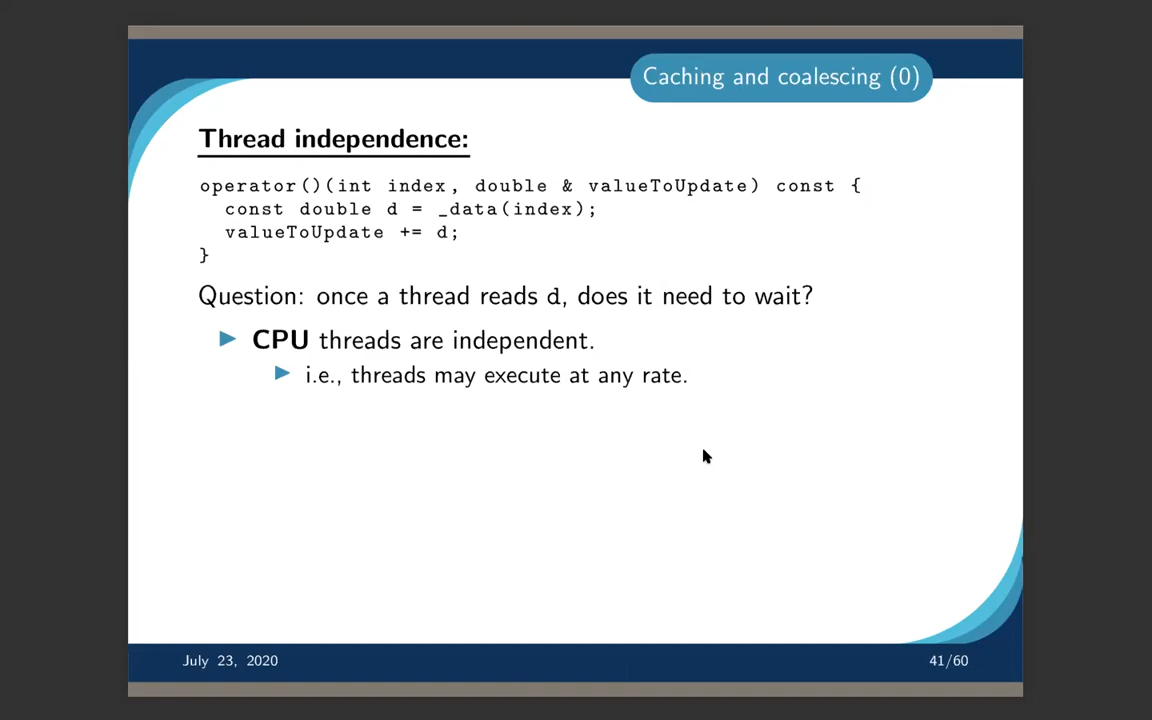 Caching and coalescing (0)
Thread independence:
operator()(int index, double & valueToUpdate) const {
const double d = _data(index);
valueToUpdate += d;
}
Question: once a thread reads d, does it need to wait?
CPU threads are independent.
i.e., threads may execute at any rate.
July 23, 2020
41/60